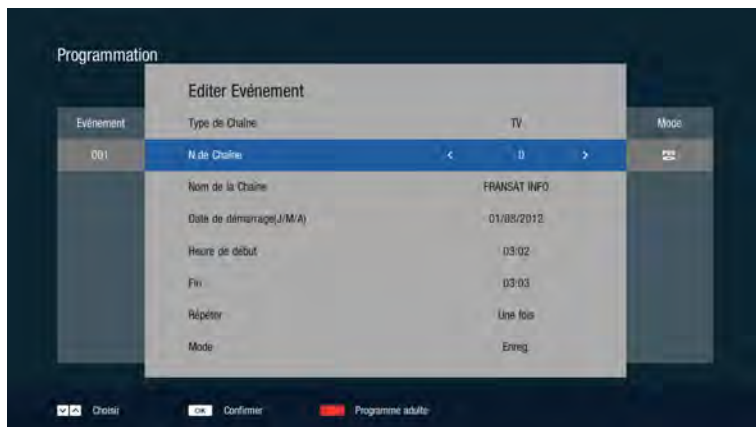 Programmation
Editer Evénement
Evénement
Type de Chaîne TV
Mode
001
N.de Chaîne < 0 >
Nom de la Chaine FRANSAT INFO
Date de démarrage(J/M/A) 01/08/2012
Heure de début 03:02
Fin 03:03
Répéter Une fois
Mode Enreg.
Choisir OK Confirmer Programme adulte